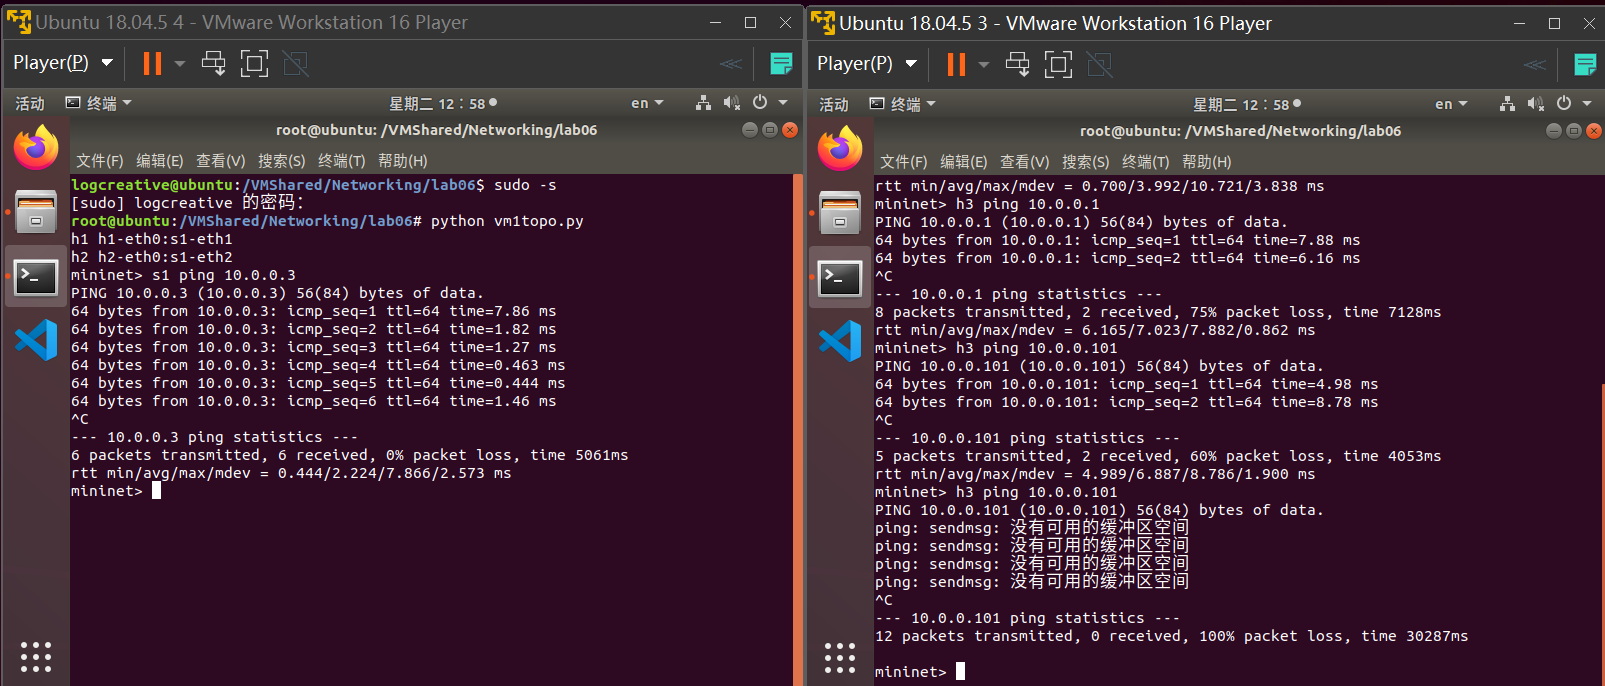 Ubuntu 18.04.5 4 - VMware Workstation 16 Player
Player(P)
活动 终端 星期二 12：58 en
root@ubuntu: /VMShared/Networking/lab06
文件(F) 编辑(E) 查看(V) 搜索(S) 终端(T) 帮助(H)
logcreative@ubuntu:/VMShared/Networking/lab06$ sudo -s
[sudo] logcreative 的密码：
root@ubuntu:/VMShared/Networking/lab06# python vm1topo.py
h1 h1-eth0:s1-eth1
h2 h2-eth0:s1-eth2
mininet> s1 ping 10.0.0.3
PING 10.0.0.3 (10.0.0.3) 56(84) bytes of data.
64 bytes from 10.0.0.3: icmp_seq=1 ttl=64 time=7.86 ms
64 bytes from 10.0.0.3: icmp_seq=2 ttl=64 time=1.82 ms
64 bytes from 10.0.0.3: icmp_seq=3 ttl=64 time=1.27 ms
64 bytes from 10.0.0.3: icmp_seq=4 ttl=64 time=0.463 ms
64 bytes from 10.0.0.3: icmp_seq=5 ttl=64 time=0.444 ms
64 bytes from 10.0.0.3: icmp_seq=6 ttl=64 time=1.46 ms
^C
--- 10.0.0.3 ping statistics ---
6 packets transmitted, 6 received, 0% packet loss, time 5061ms
rtt min/avg/max/mdev = 0.444/2.224/7.866/2.573 ms
mininet>
Ubuntu 18.04.5 3 - VMware Workstation 16 Player
Player(P)
活动 终端 星期二 12：58 en
root@ubuntu: /VMShared/Networking/lab06
文件(F) 编辑(E) 查看(V) 搜索(S) 终端(T) 帮助(H)
rtt min/avg/max/mdev = 0.700/3.992/10.721/3.838 ms
mininet> h3 ping 10.0.0.1
PING 10.0.0.1 (10.0.0.1) 56(84) bytes of data.
64 bytes from 10.0.0.1: icmp_seq=1 ttl=64 time=7.88 ms
64 bytes from 10.0.0.1: icmp_seq=2 ttl=64 time=6.16 ms
^C
--- 10.0.0.1 ping statistics ---
8 packets transmitted, 2 received, 75% packet loss, time 7128ms
rtt min/avg/max/mdev = 6.165/7.023/7.882/0.862 ms
mininet> h3 ping 10.0.0.101
PING 10.0.0.101 (10.0.0.101) 56(84) bytes of data.
64 bytes from 10.0.0.101: icmp_seq=1 ttl=64 time=4.98 ms
64 bytes from 10.0.0.101: icmp_seq=2 ttl=64 time=8.78 ms
^C
--- 10.0.0.101 ping statistics ---
5 packets transmitted, 2 received, 60% packet loss, time 4053ms
rtt min/avg/max/mdev = 4.989/6.887/8.786/1.900 ms
mininet> h3 ping 10.0.0.101
PING 10.0.0.101 (10.0.0.101) 56(84) bytes of data.
ping: sendmsg: 没有可用的缓冲区空间
ping: sendmsg: 没有可用的缓冲区空间
ping: sendmsg: 没有可用的缓冲区空间
ping: sendmsg: 没有可用的缓冲区空间
^C
--- 10.0.0.101 ping statistics ---
12 packets transmitted, 0 received, 100% packet loss, time 30287ms
mininet>